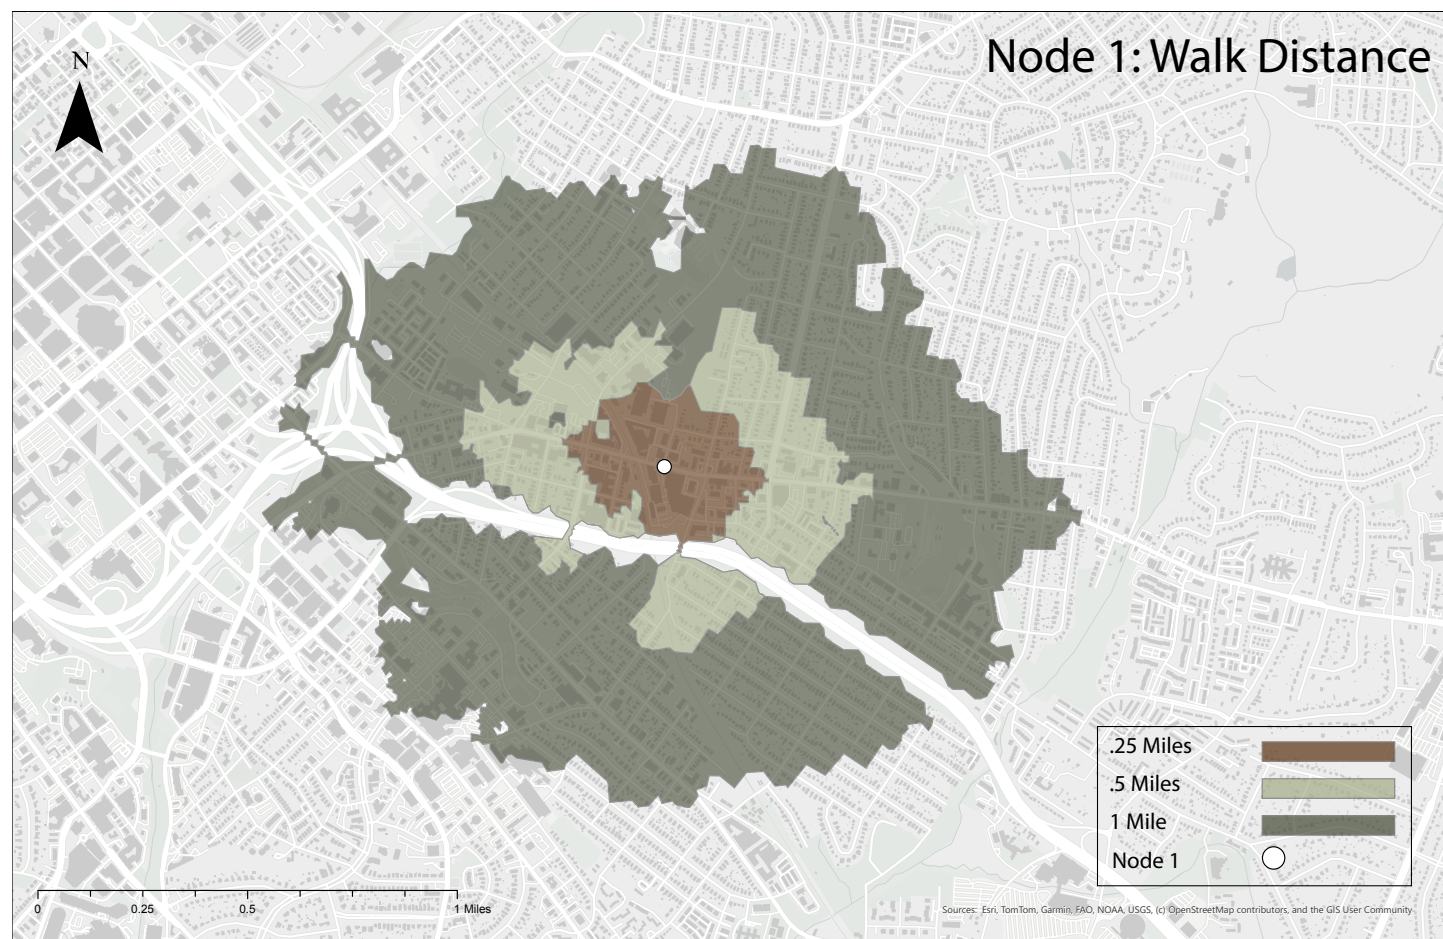 Node 1: Walk Distance
N
.25 Miles
.5 Miles
1 Mile
Node 1
0 0.25 0.5 1 Miles
Sources: Esri, TomTom, Garmin, FAO, NOAA, USGS, (c) OpenStreetMap contributors, and the GIS User Community